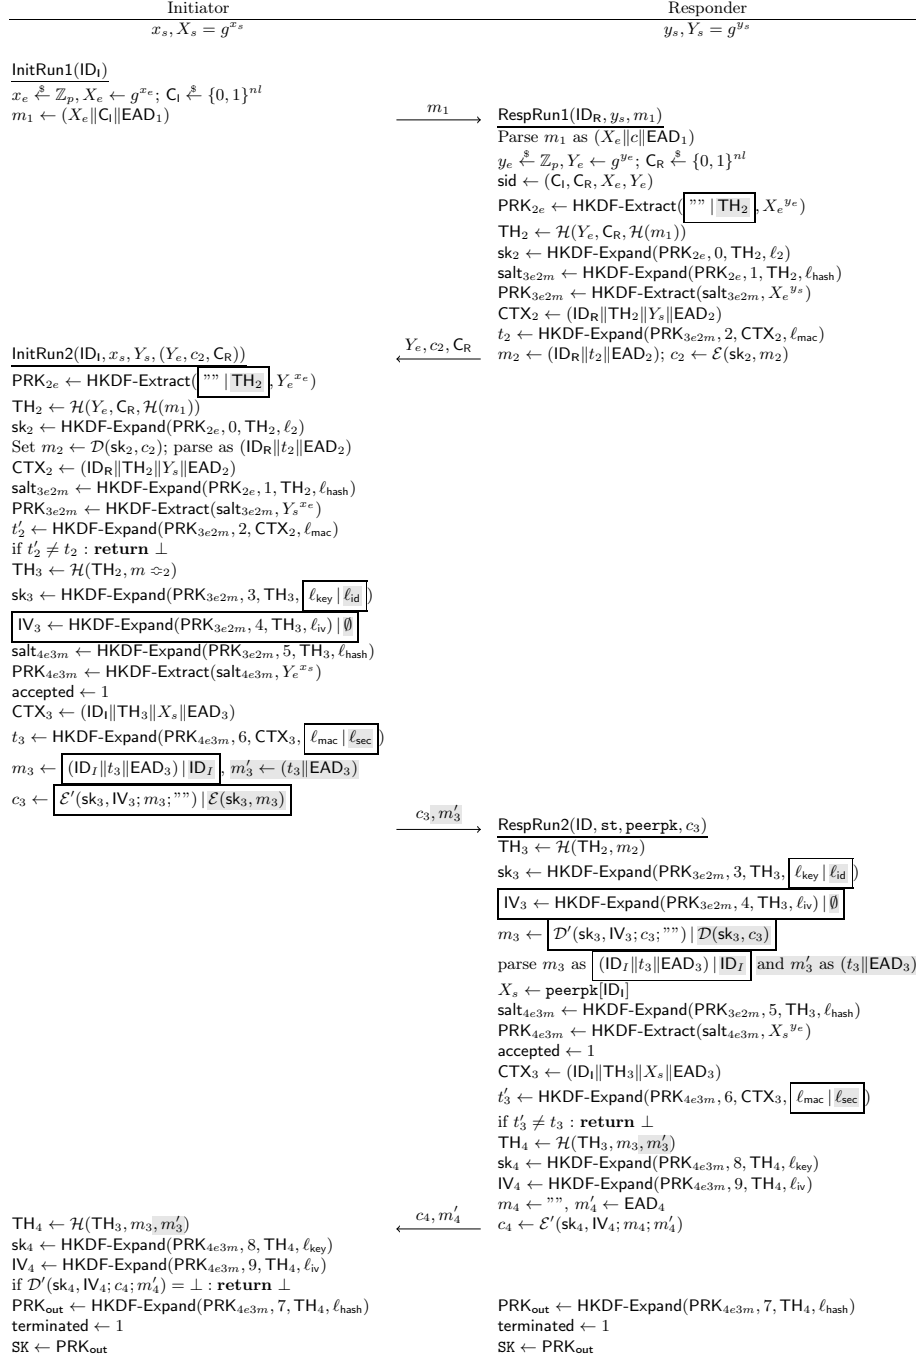 Initiator Responder
x_s, X_s = g^{x_s} y_s, Y_s = g^{y_s}
InitRun1(ID_I)
x_e ←$ Z_p, X_e ← g^{x_e}; C_I ←$ {0, 1}^{nl}
m_1 ← (X_e‖C_I‖EAD_1)
m_1
RespRun1(ID_R, y_s, m_1)
Parse m_1 as (X_e‖c‖EAD_1)
y_e ←$ Z_p, Y_e ← g^{y_e}; C_R ←$ {0, 1}^{nl}
sid ← (C_I, C_R, X_e, Y_e)
PRK_{2e} ← HKDF-Extract( ”” | TH_2 , X_e^{y_e})
TH_2 ← H(Y_e, C_R, H(m_1))
sk_2 ← HKDF-Expand(PRK_{2e}, 0, TH_2, ℓ_2)
salt_{3e2m} ← HKDF-Expand(PRK_{2e}, 1, TH_2, ℓ_hash)
PRK_{3e2m} ← HKDF-Extract(salt_{3e2m}, X_e^{y_s})
CTX_2 ← (ID_R‖TH_2‖Y_s‖EAD_2)
t_2 ← HKDF-Expand(PRK_{3e2m}, 2, CTX_2, ℓ_mac)
m_2 ← (ID_R‖t_2‖EAD_2); c_2 ← E(sk_2, m_2)
Y_e, c_2, C_R
InitRun2(ID_I, x_s, Y_s, (Y_e, c_2, C_R))
PRK_{2e} ← HKDF-Extract( ”” | TH_2 , Y_e^{x_e})
TH_2 ← H(Y_e, C_R, H(m_1))
sk_2 ← HKDF-Expand(PRK_{2e}, 0, TH_2, ℓ_2)
Set m_2 ← D(sk_2, c_2); parse as (ID_R‖t_2‖EAD_2)
CTX_2 ← (ID_R‖TH_2‖Y_s‖EAD_2)
salt_{3e2m} ← HKDF-Expand(PRK_{2e}, 1, TH_2, ℓ_hash)
PRK_{3e2m} ← HKDF-Extract(salt_{3e2m}, Y_s^{x_e})
t'_2 ← HKDF-Expand(PRK_{3e2m}, 2, CTX_2, ℓ_mac)
if t'_2 ≠ t_2 : return ⊥
TH_3 ← H(TH_2, m ≎_2)
sk_3 ← HKDF-Expand(PRK_{3e2m}, 3, TH_3, ℓ_key | ℓ_id )
IV_3 ← HKDF-Expand(PRK_{3e2m}, 4, TH_3, ℓ_iv) | ∅
salt_{4e3m} ← HKDF-Expand(PRK_{3e2m}, 5, TH_3, ℓ_hash)
PRK_{4e3m} ← HKDF-Extract(salt_{4e3m}, Y_e^{x_s})
accepted ← 1
CTX_3 ← (ID_I‖TH_3‖X_s‖EAD_3)
t_3 ← HKDF-Expand(PRK_{4e3m}, 6, CTX_3, ℓ_mac | ℓ_sec )
m_3 ← (ID_I‖t_3‖EAD_3) | ID_I , m'_3 ← (t_3‖EAD_3)
c_3 ← E'(sk_3, IV_3; m_3; ””) | E(sk_3, m_3)
c_3, m'_3
RespRun2(ID, st, peerpk, c_3)
TH_3 ← H(TH_2, m_2)
sk_3 ← HKDF-Expand(PRK_{3e2m}, 3, TH_3, ℓ_key | ℓ_id )
IV_3 ← HKDF-Expand(PRK_{3e2m}, 4, TH_3, ℓ_iv) | ∅
m_3 ← D'(sk_3, IV_3; c_3; ””) | D(sk_3, c_3)
parse m_3 as (ID_I‖t_3‖EAD_3) | ID_I and m'_3 as (t_3‖EAD_3)
X_s ← peerpk[ID_I]
salt_{4e3m} ← HKDF-Expand(PRK_{3e2m}, 5, TH_3, ℓ_hash)
PRK_{4e3m} ← HKDF-Extract(salt_{4e3m}, X_s^{y_e})
accepted ← 1
CTX_3 ← (ID_I‖TH_3‖X_s‖EAD_3)
t'_3 ← HKDF-Expand(PRK_{4e3m}, 6, CTX_3, ℓ_mac | ℓ_sec )
if t'_3 ≠ t_3 : return ⊥
TH_4 ← H(TH_3, m_3, m'_3)
sk_4 ← HKDF-Expand(PRK_{4e3m}, 8, TH_4, ℓ_key)
IV_4 ← HKDF-Expand(PRK_{4e3m}, 9, TH_4, ℓ_iv)
m_4 ← ””, m'_4 ← EAD_4
c_4 ← E'(sk_4, IV_4; m_4; m'_4)
c_4, m'_4
TH_4 ← H(TH_3, m_3, m'_3)
sk_4 ← HKDF-Expand(PRK_{4e3m}, 8, TH_4, ℓ_key)
IV_4 ← HKDF-Expand(PRK_{4e3m}, 9, TH_4, ℓ_iv)
if D'(sk_4, IV_4; c_4; m'_4) = ⊥ : return ⊥
PRK_out ← HKDF-Expand(PRK_{4e3m}, 7, TH_4, ℓ_hash) PRK_out ← HKDF-Expand(PRK_{4e3m}, 7, TH_4, ℓ_hash)
terminated ← 1 terminated ← 1
SK ← PRK_out SK ← PRK_out